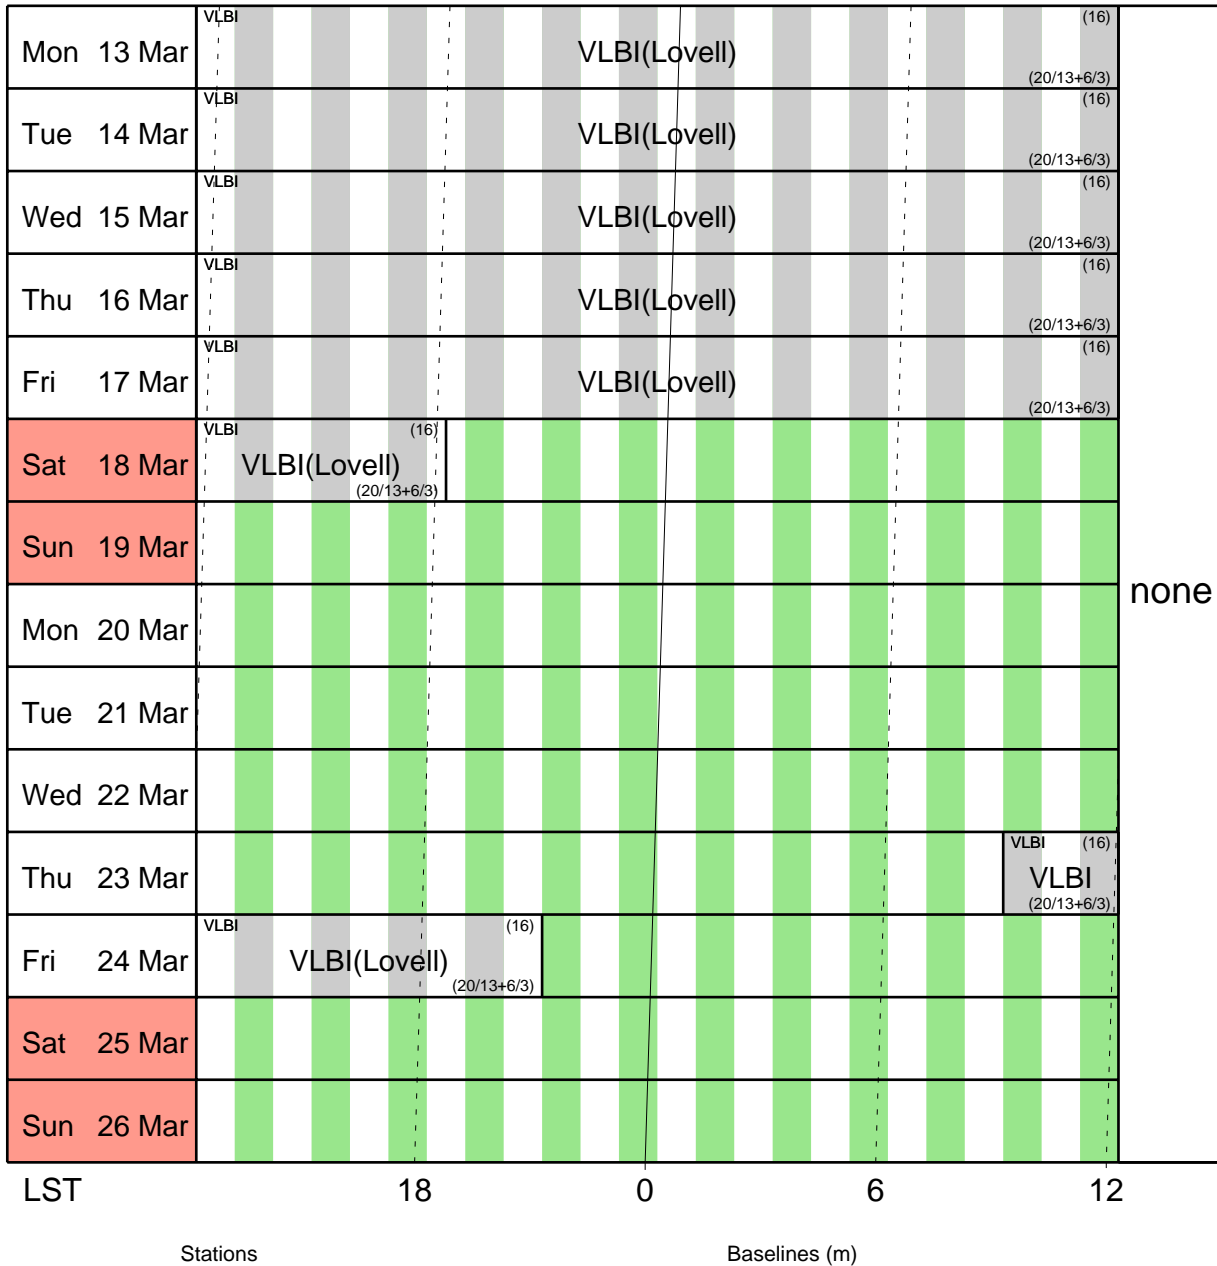 VLBI (16)
Mon 13 Mar VLBI(Lovell)
(20/13+6/3)
VLBI (16)
Tue 14 Mar VLBI(Lovell)
(20/13+6/3)
VLBI (16)
Wed 15 Mar VLBI(Lovell)
(20/13+6/3)
VLBI (16)
Thu 16 Mar VLBI(Lovell)
(20/13+6/3)
VLBI (16)
Fri 17 Mar VLBI(Lovell)
(20/13+6/3)
VLBI (16)
Sat 18 Mar VLBI(Lovell)
(20/13+6/3)
Sun 19 Mar
none
Mon 20 Mar
Tue 21 Mar
Wed 22 Mar
VLBI (16)
Thu 23 Mar VLBI
(20/13+6/3)
VLBI (16)
Fri 24 Mar VLBI(Lovell)
(20/13+6/3)
Sat 25 Mar
Sun 26 Mar
LST 18 0 6 12
Stations Baselines (m)